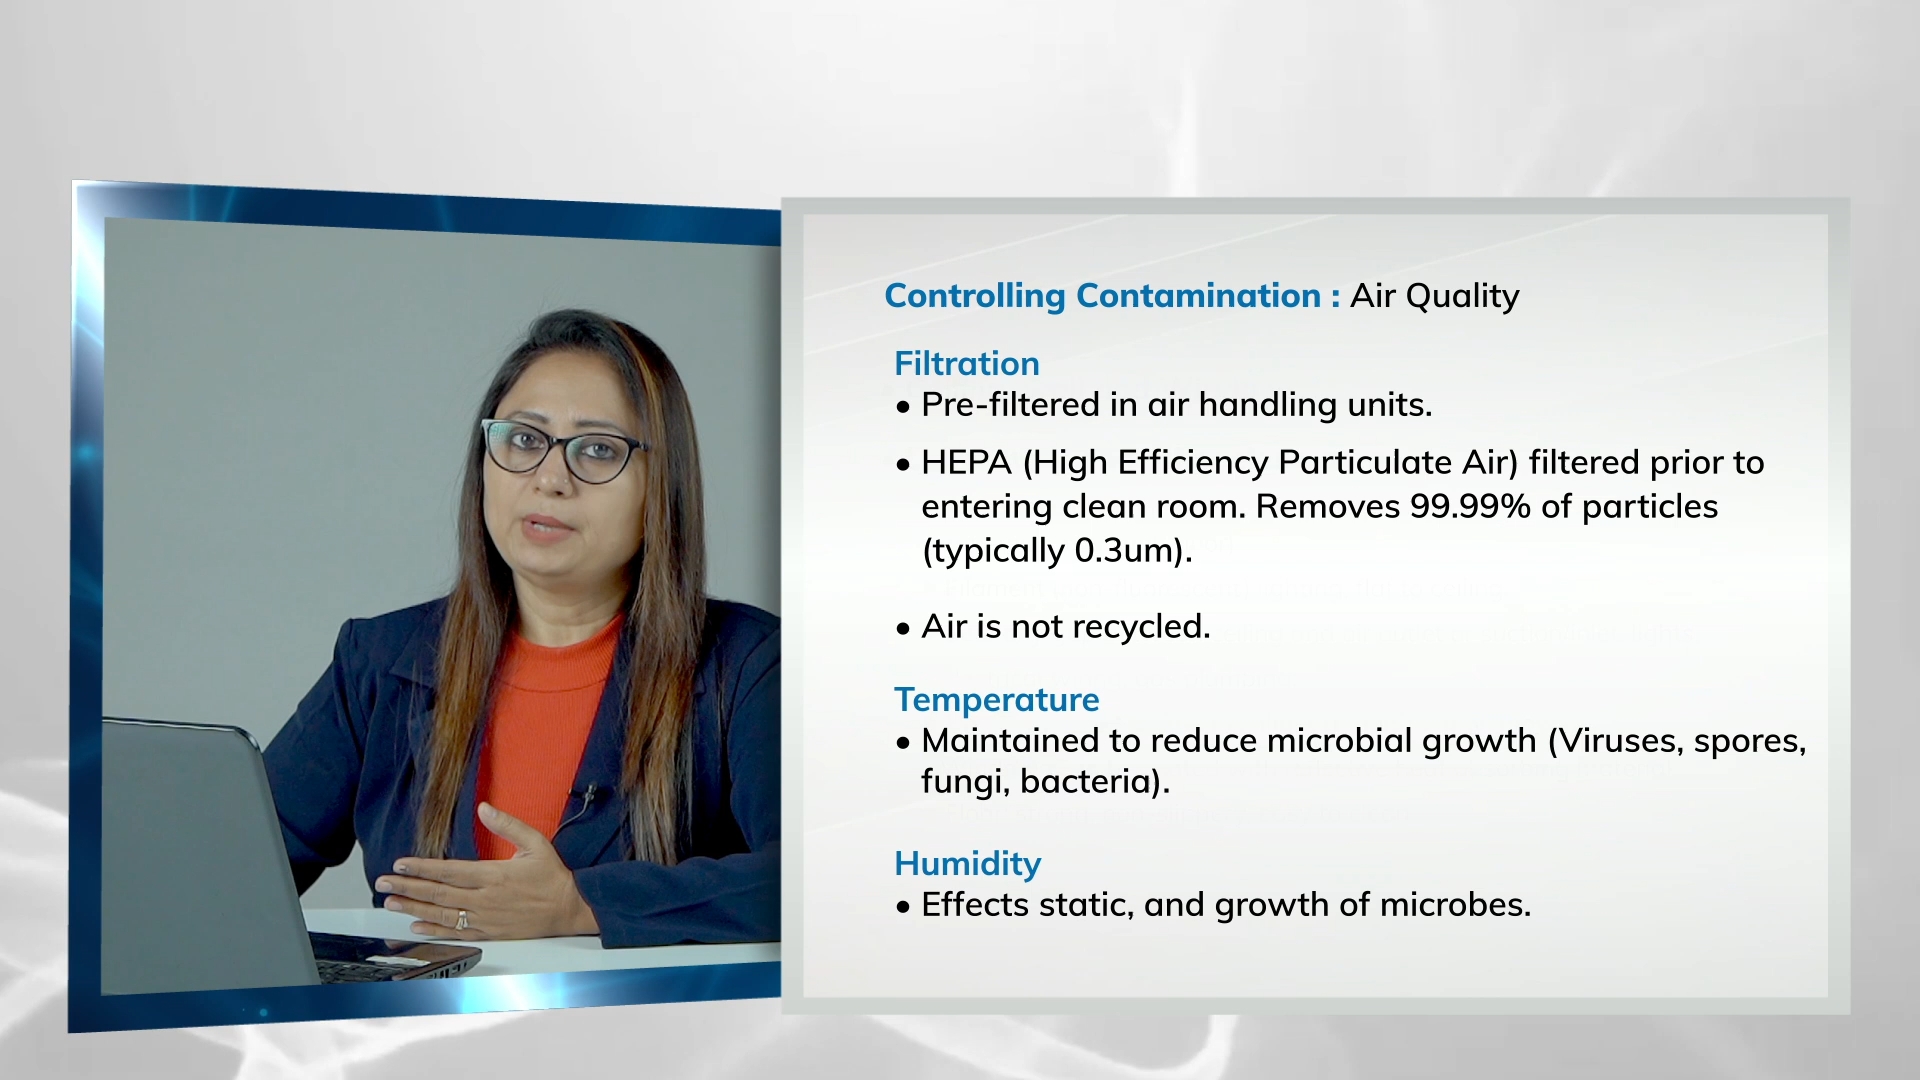 Controlling Contamination : Air Quality
Filtration
• Pre-filtered in air handling units.
• HEPA (High Efficiency Particulate Air) filtered prior to
entering clean room. Removes 99.99% of particles
(typically 0.3um).
• Air is not recycled.
Temperature
• Maintained to reduce microbial growth (Viruses, spores,
fungi, bacteria).
Humidity
• Effects static, and growth of microbes.